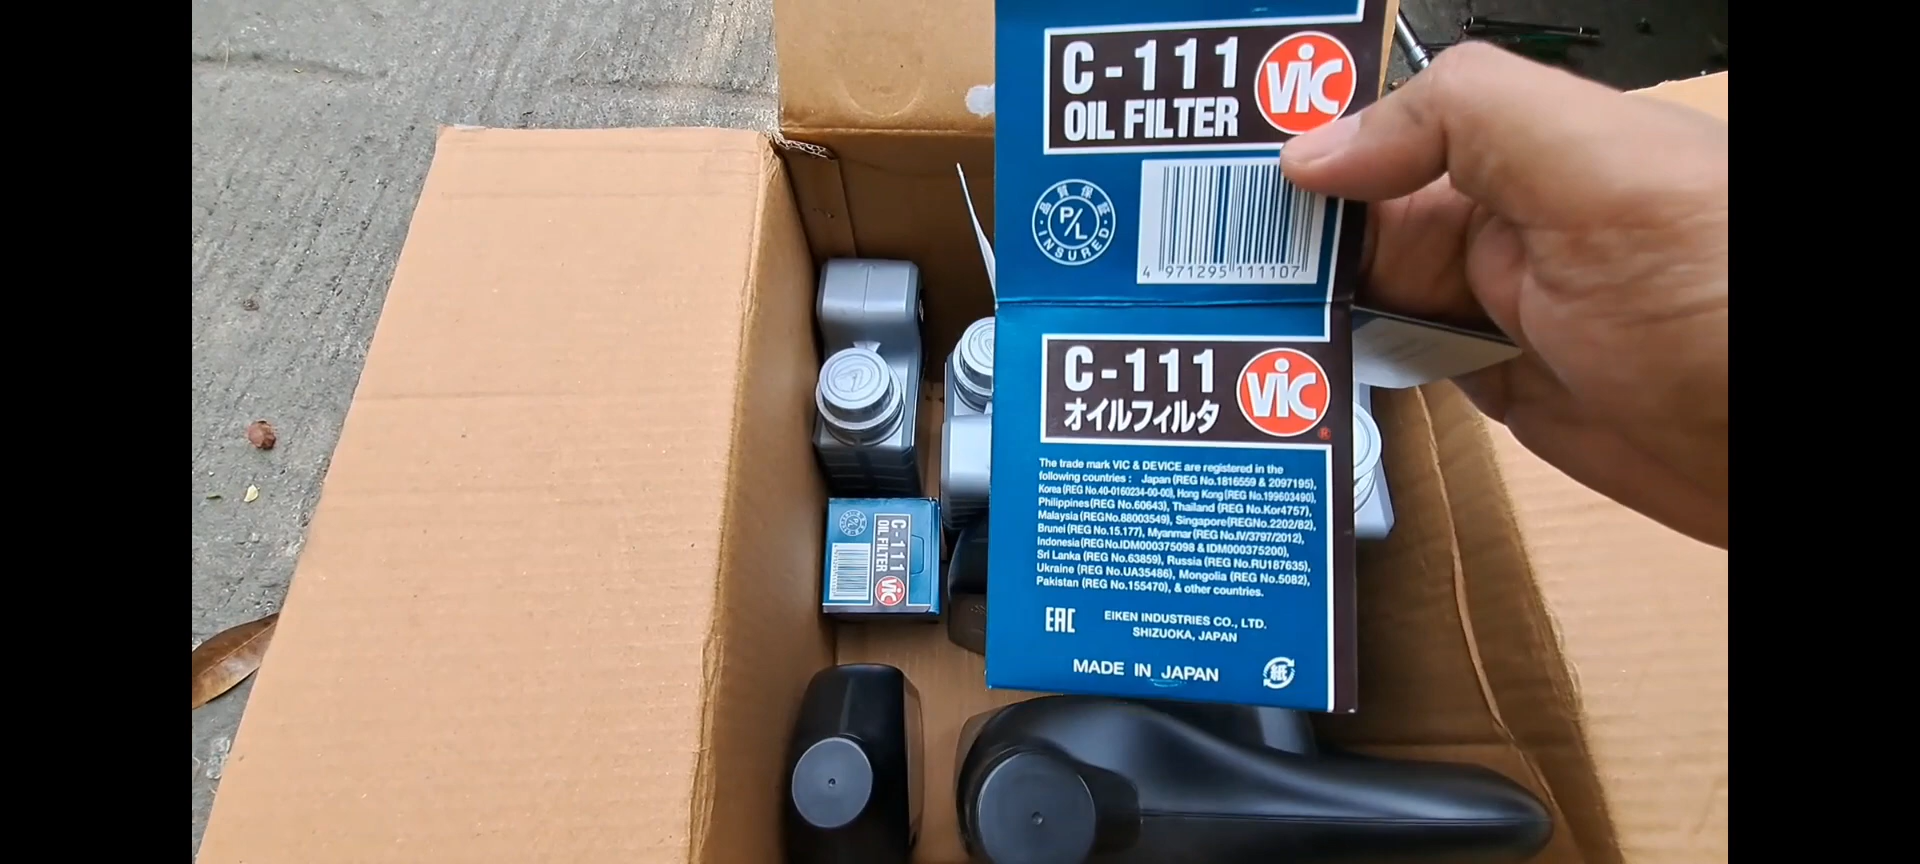 C-111
OIL FILTER
ViC
品質保証
P/L
INSURED
4 971295 111107
C-111
オイルフィルタ
ViC
®
The trade mark VIC & DEVICE are registered in the
following countries : Japan (REG No.1816559 & 2097195),
Korea (REG No.40-0160234-00-00), Hong Kong (REG No.199603490),
Philippines(REG No.60643), Thailand (REG No.Kor4757),
Malaysia (REG No.88003549), Singapore(REG No.2202/82),
Brunei (REG No.15.177), Myanmar (REG No.IV/3797/2012),
Indonesia(REG No.IDM000375098 & IDM000375200),
Sri Lanka (REG No.63859), Russia (REG No.RU187635),
Ukraine (REG No.UA35486), Mongolia (REG No.5082),
Pakistan (REG No.155470), & other countries.
EAC
EIKEN INDUSTRIES CO., LTD.
SHIZUOKA, JAPAN
MADE IN JAPAN
紙
C-111
OIL FILTER
ViC
P/L